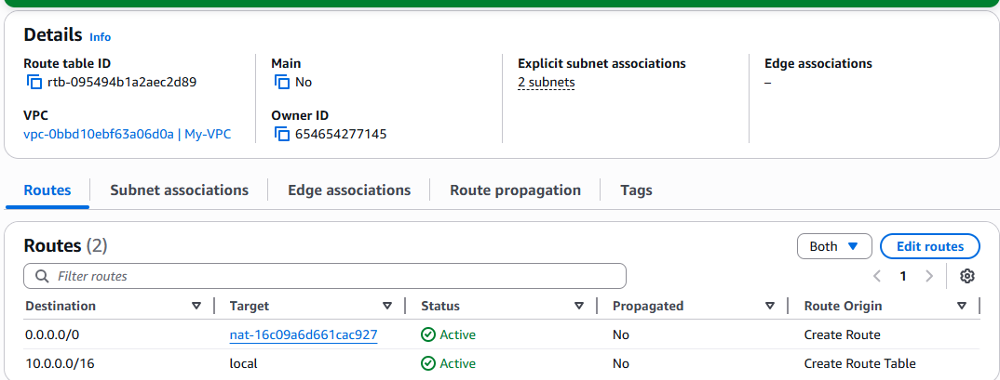 Details Info
Route table ID
rtb-095494b1a2aec2d89
Main
No
Explicit subnet associations
2 subnets
Edge associations
–
VPC
vpc-0bbd10ebf63a06d0a | My-VPC
Owner ID
654654277145
Routes Subnet associations Edge associations Route propagation Tags
Routes (2)
Both Edit routes
Filter routes
1
Destination Target Status Propagated Route Origin
0.0.0.0/0 nat-16c09a6d661cac927 Active No Create Route
10.0.0.0/16 local Active No Create Route Table